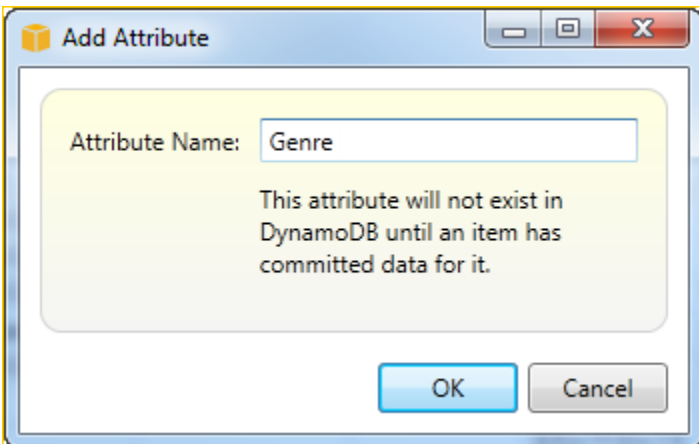 Add Attribute
Attribute Name: Genre
This attribute will not exist in
DynamoDB until an item has
committed data for it.
OK Cancel